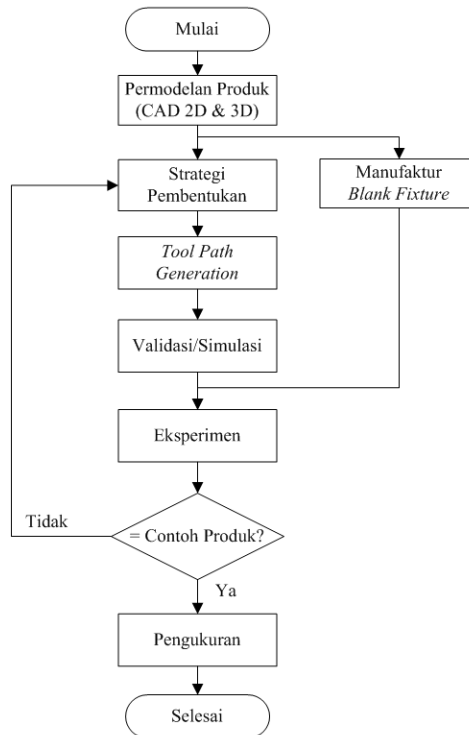 Mulai
Permodelan Produk
(CAD 2D & 3D)
Strategi
Pembentukan
Manufaktur
Blank Fixture
Tool Path
Generation
Validasi/Simulasi
Eksperimen
Tidak
= Contoh Produk?
Ya
Pengukuran
Selesai